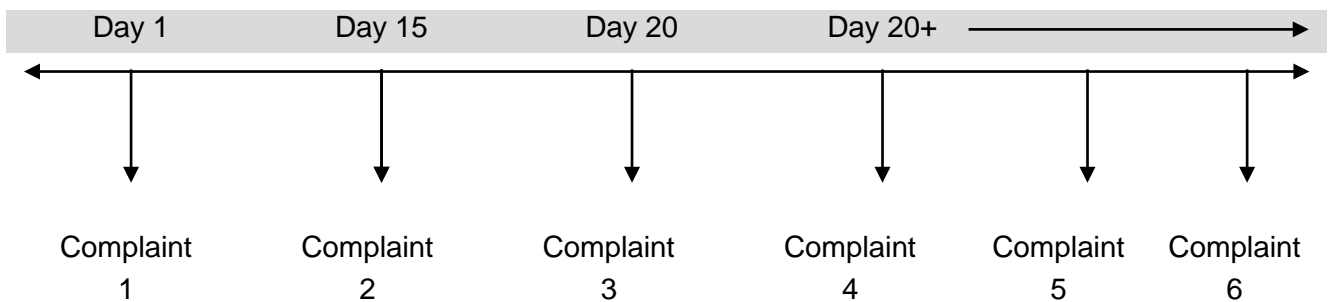 Day 1 Day 15 Day 20 Day 20+
Complaint Complaint Complaint Complaint Complaint Complaint
1 2 3 4 5 6